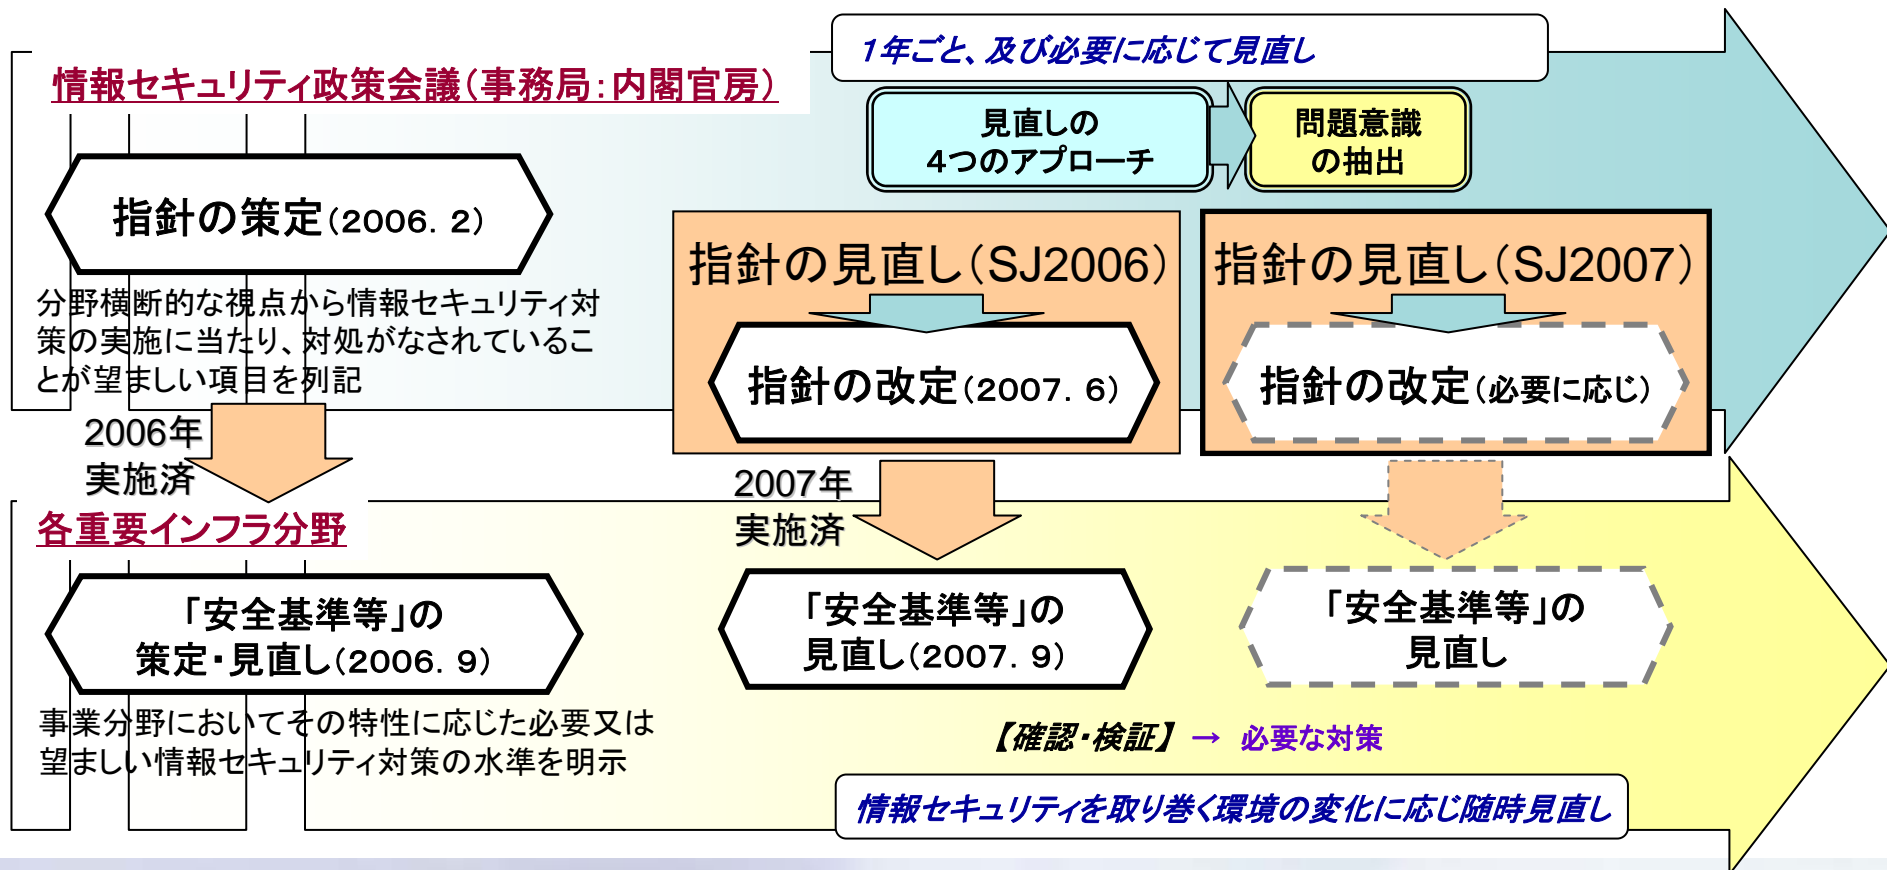 1年ごと、及び必要に応じて見直し
情報セキュリティ政策会議（事務局：内閣官房）
見直しの
4つのアプローチ
問題意識
の抽出
指針の策定（2006．2）
分野横断的な視点から情報セキュリティ対
策の実施に当たり、対処がなされているこ
とが望ましい項目を列記
指針の見直し（SJ2006）
指針の改定（2007．6）
指針の見直し（SJ2007）
指針の改定（必要に応じ）
2006年
実施済
2007年
実施済
各重要インフラ分野
「安全基準等」の
策定・見直し（2006．9）
「安全基準等」の
見直し（2007．9）
「安全基準等」の
見直し
事業分野においてその特性に応じた必要又は
望ましい情報セキュリティ対策の水準を明示
【確認・検証】 → 必要な対策
情報セキュリティを取り巻く環境の変化に応じ随時見直し